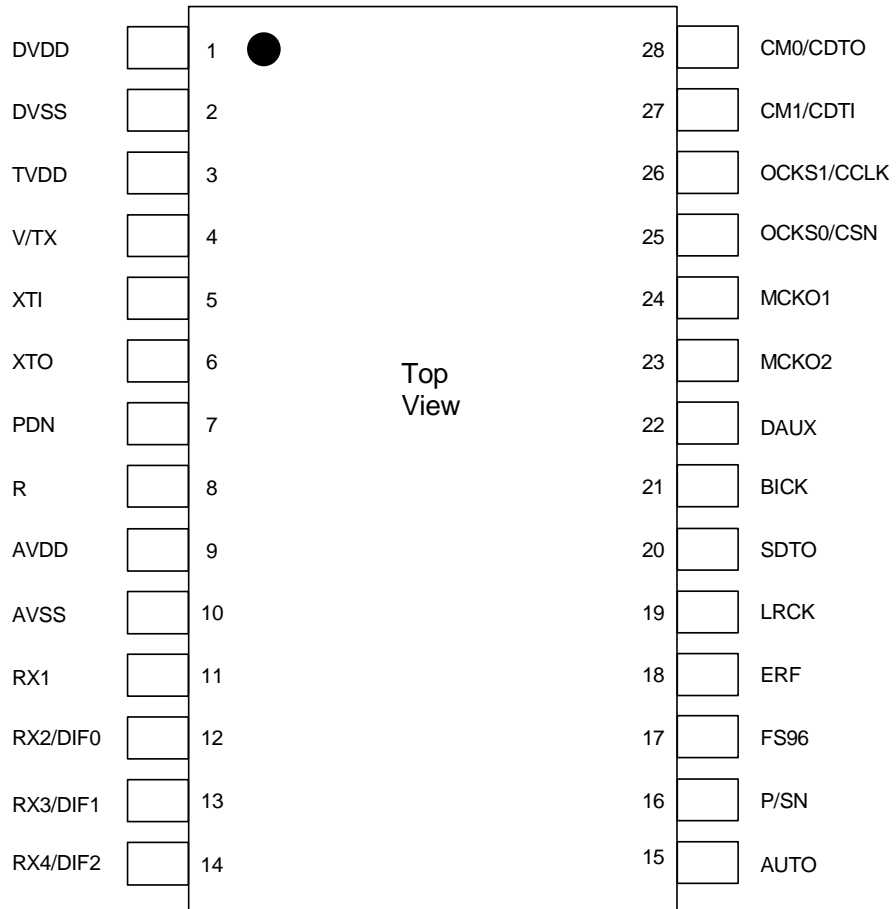 DVDD 1 28 CM0/CDTO
DVSS 2 27 CM1/CDTI
TVDD 3 26 OCKS1/CCLK
V/TX 4 25 OCKS0/CSN
XTI 5 24 MCKO1
XTO 6 23 MCKO2
Top
View
PDN 7 22 DAUX
R 8 21 BICK
AVDD 9 20 SDTO
AVSS 10 19 LRCK
RX1 11 18 ERF
RX2/DIF0 12 17 FS96
RX3/DIF1 13 16 P/SN
RX4/DIF2 14 15 AUTO